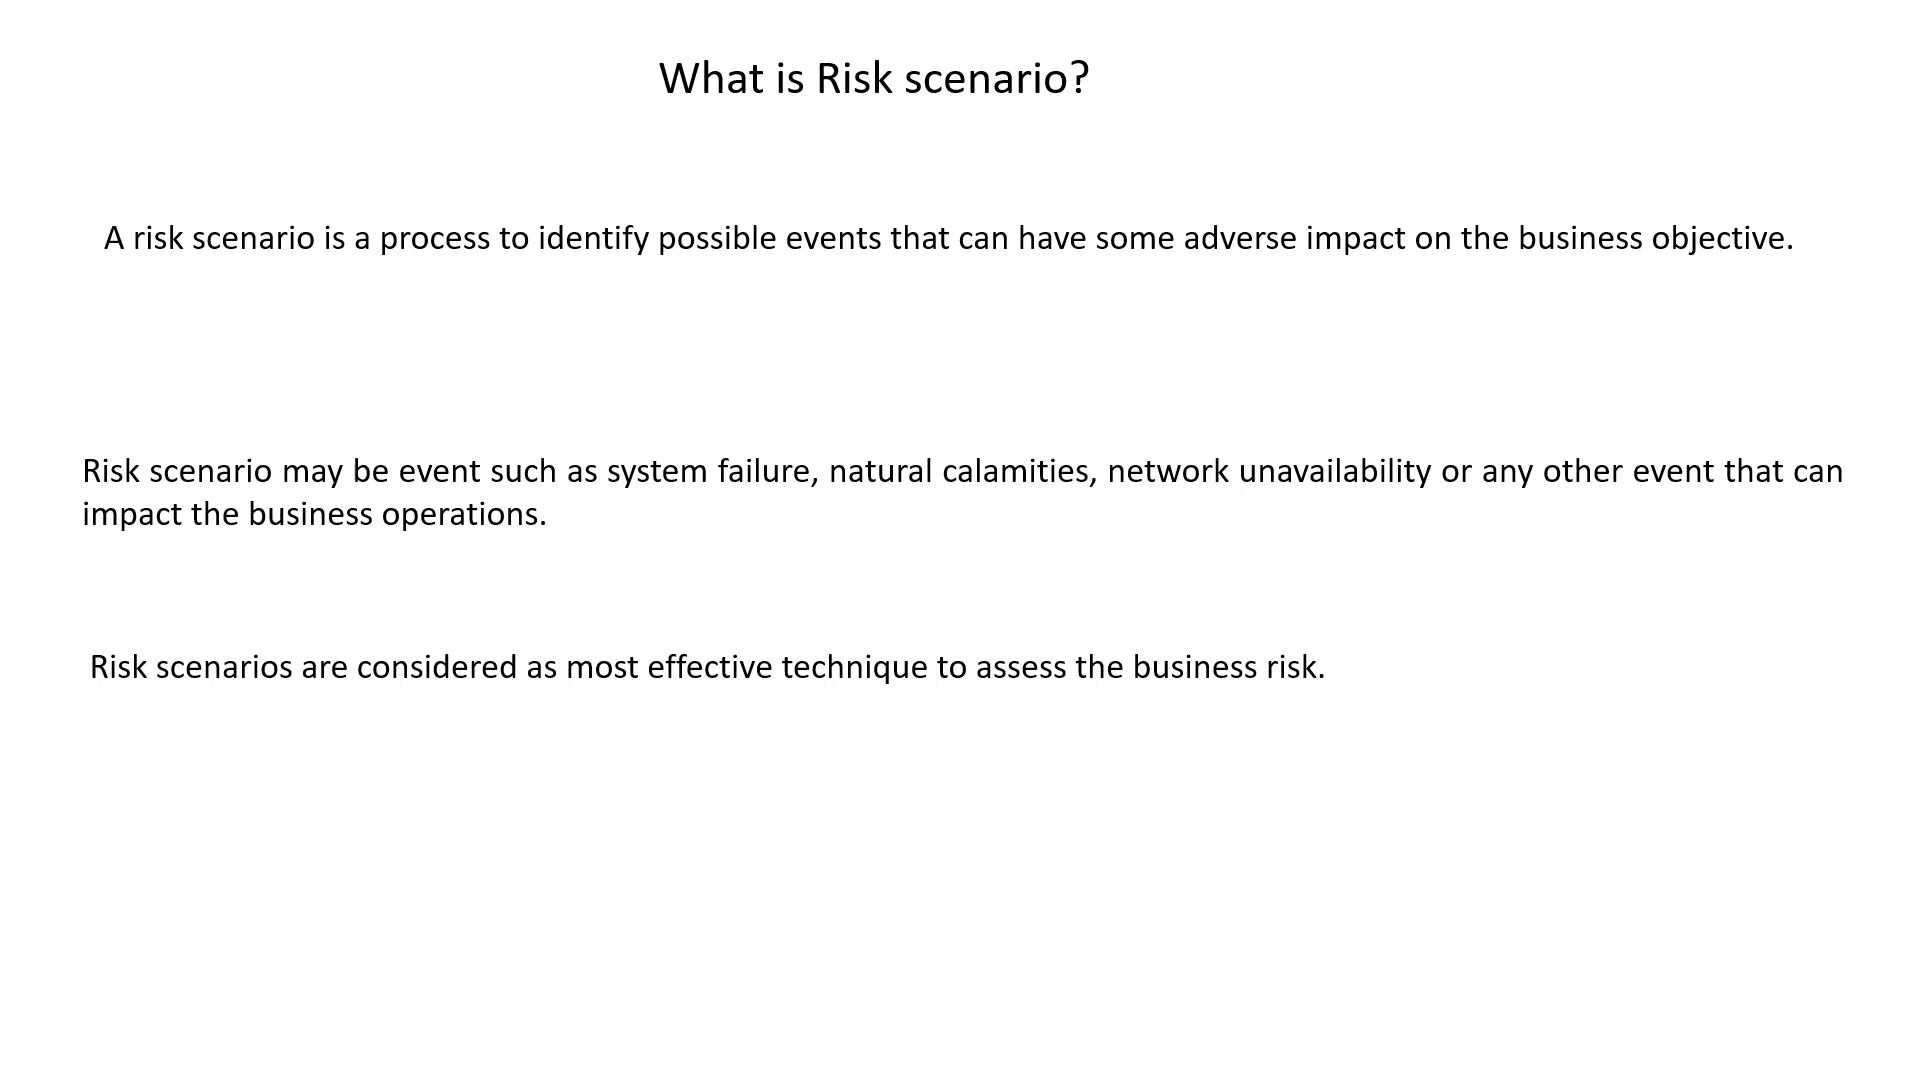 What is Risk scenario?
A risk scenario is a process to identify possible events that can have some adverse impact on the business objective.
Risk scenario may be event such as system failure, natural calamities, network unavailability or any other event that can
impact the business operations.
Risk scenarios are considered as most effective technique to assess the business risk.